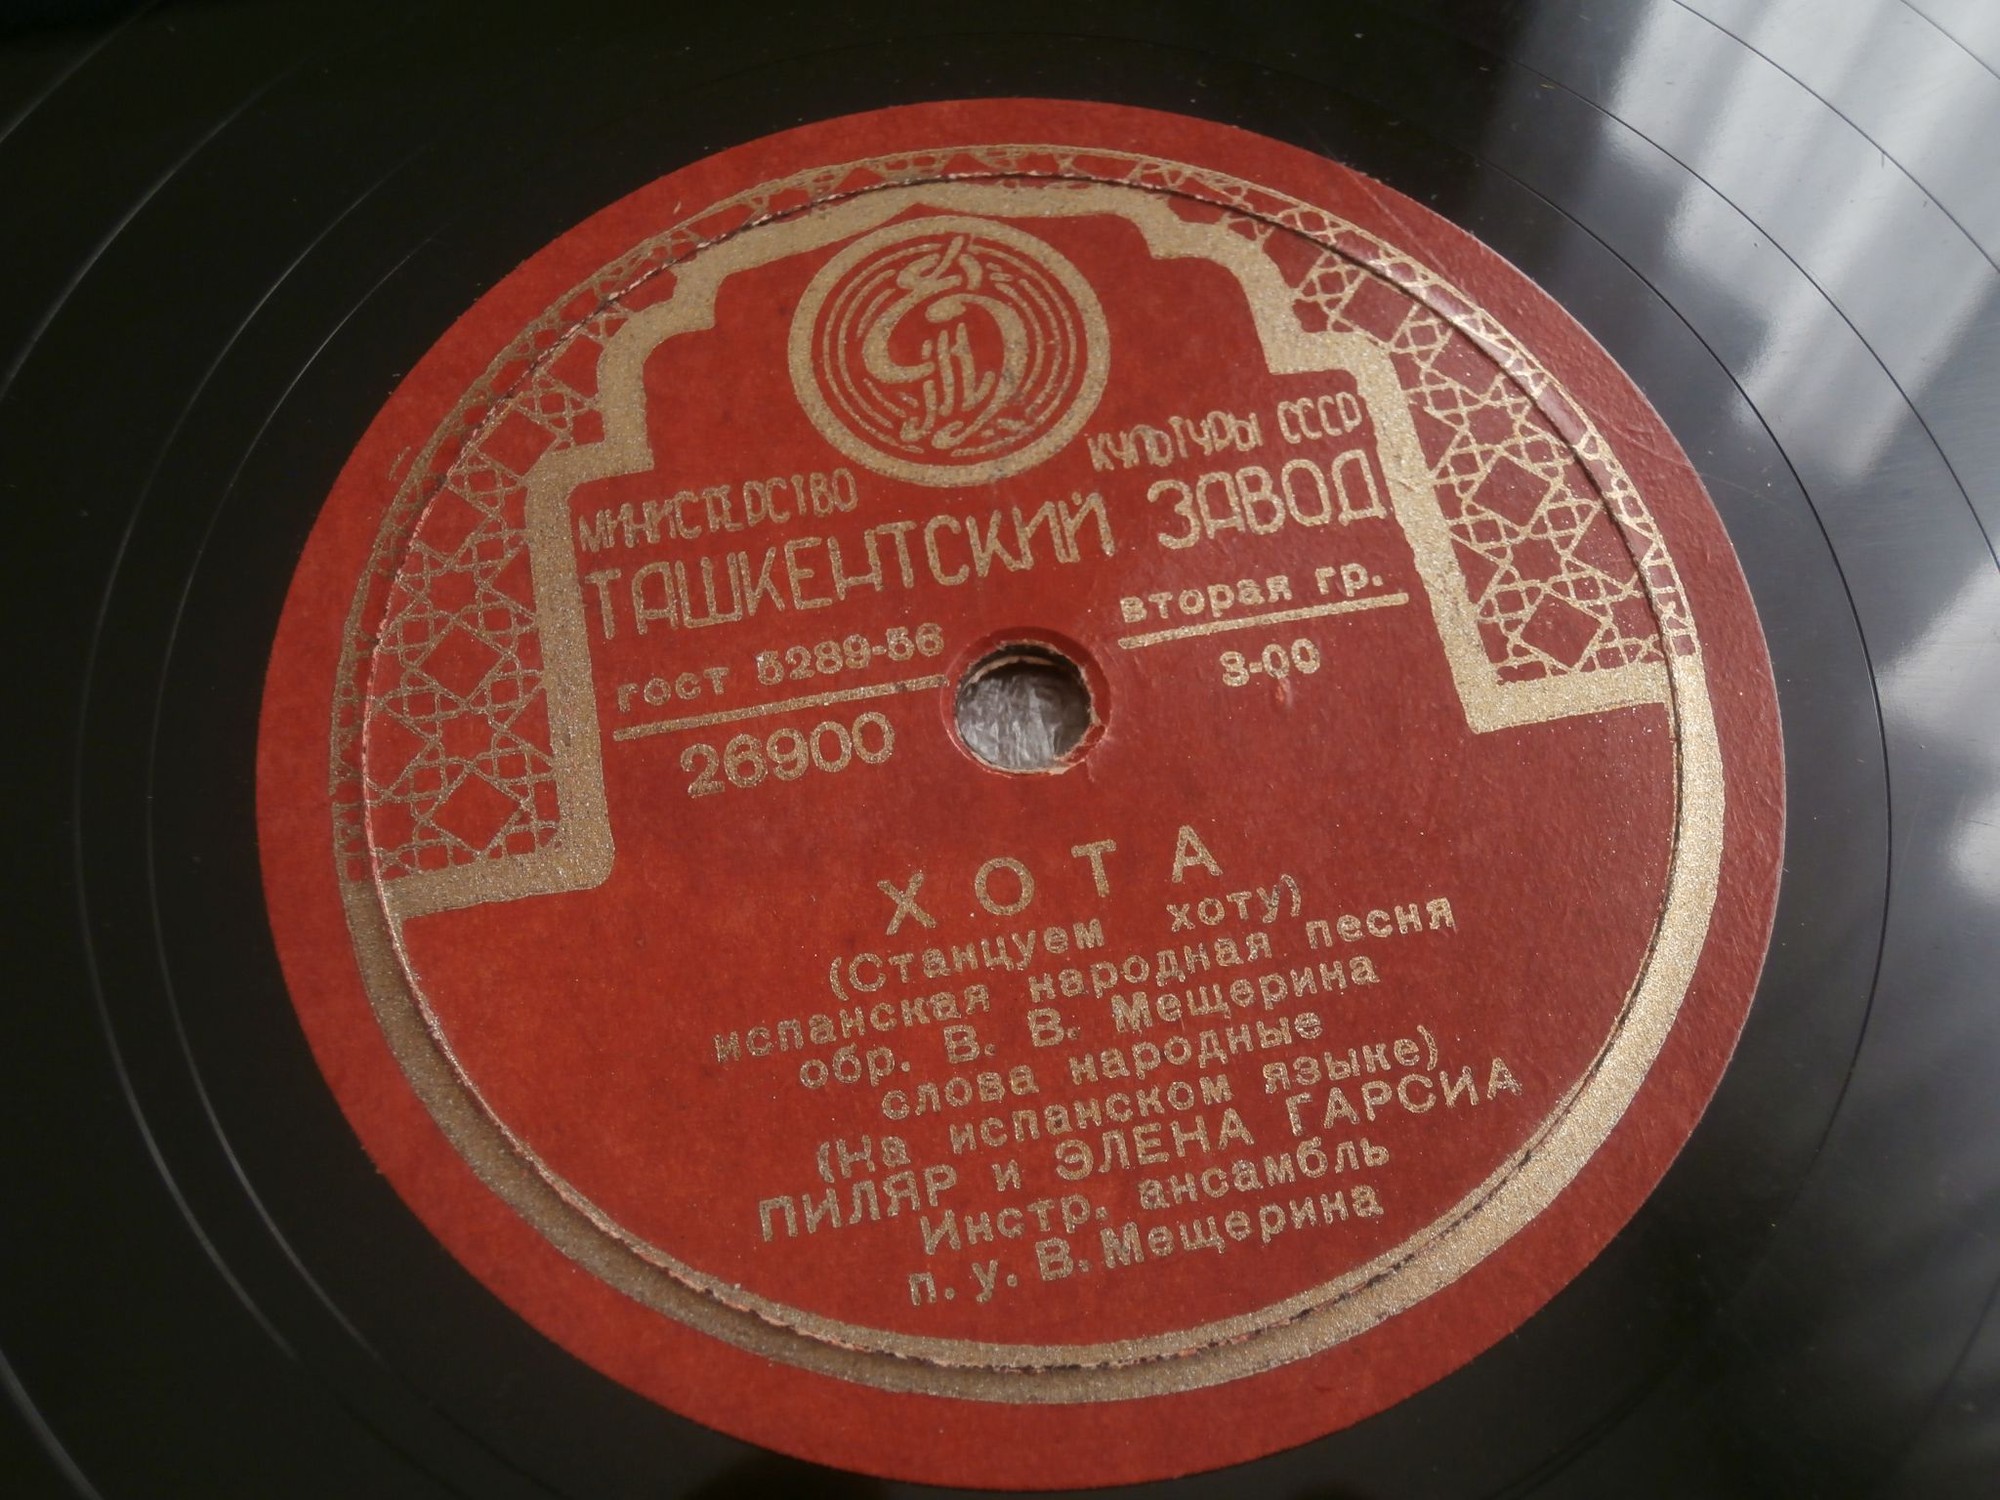 МИНИСТЕРСТВО КУЛЬТУРЫ СССР
ТАШКЕНТСКИЙ ЗАВОД
гост 5289-56 вторая гр.
26900 3-00
ХОТА
(Станцуем хоту)
испанская народная песня
обр. В. В. Мещерина
слова народные
(На испанском языке)
ПИЛЯР и ЭЛЕНА ГАРСИА
Инстр. ансамбль
п. у. В. Мещерина